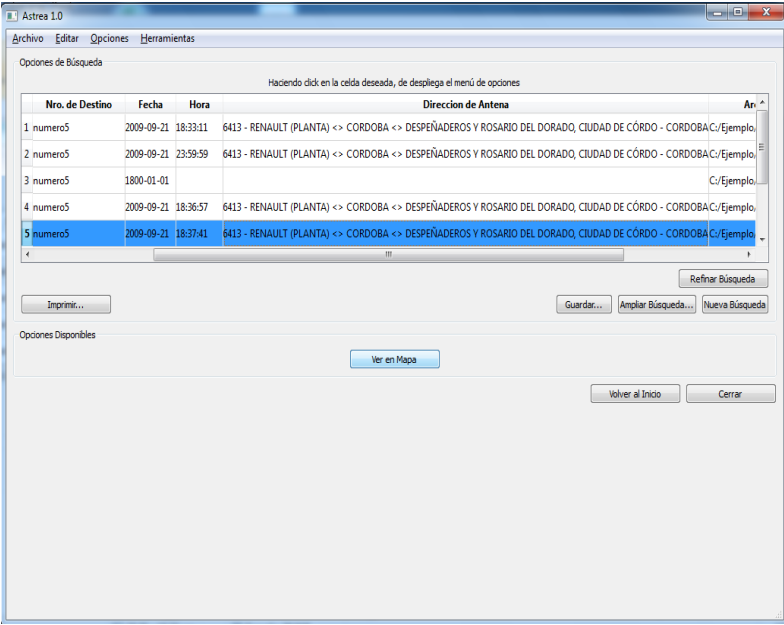 Astrea 1.0
Archivo Editar Opciones Herramientas
Opciones de Búsqueda
Haciendo click en la celda deseada, de despliega el menú de opciones
Nro. de Destino Fecha Hora Direccion de Antena
1 numero5 2009-09-21 18:33:11 6413 - RENAULT (PLANTA) <> CORDOBA <> DESPEÑADEROS Y ROSARIO DEL DORADO, CIUDAD DE CÓRDO - CORDOBA C:/Ejemplo/
2 numero5 2009-09-21 23:59:59 6413 - RENAULT (PLANTA) <> CORDOBA <> DESPEÑADEROS Y ROSARIO DEL DORADO, CIUDAD DE CÓRDO - CORDOBA C:/Ejemplo/
3 numero5 1800-01-01 C:/Ejemplo/
4 numero5 2009-09-21 18:36:57 6413 - RENAULT (PLANTA) <> CORDOBA <> DESPEÑADEROS Y ROSARIO DEL DORADO, CIUDAD DE CÓRDO - CORDOBA C:/Ejemplo/
5 numero5 2009-09-21 18:37:41 6413 - RENAULT (PLANTA) <> CORDOBA <> DESPEÑADEROS Y ROSARIO DEL DORADO, CIUDAD DE CÓRDO - CORDOBA C:/Ejemplo/
Refinar Búsqueda
Imprimir... Guardar... Ampliar Búsqueda... Nueva Búsqueda
Opciones Disponibles
Ver en Mapa
Volver al Inicio Cerrar